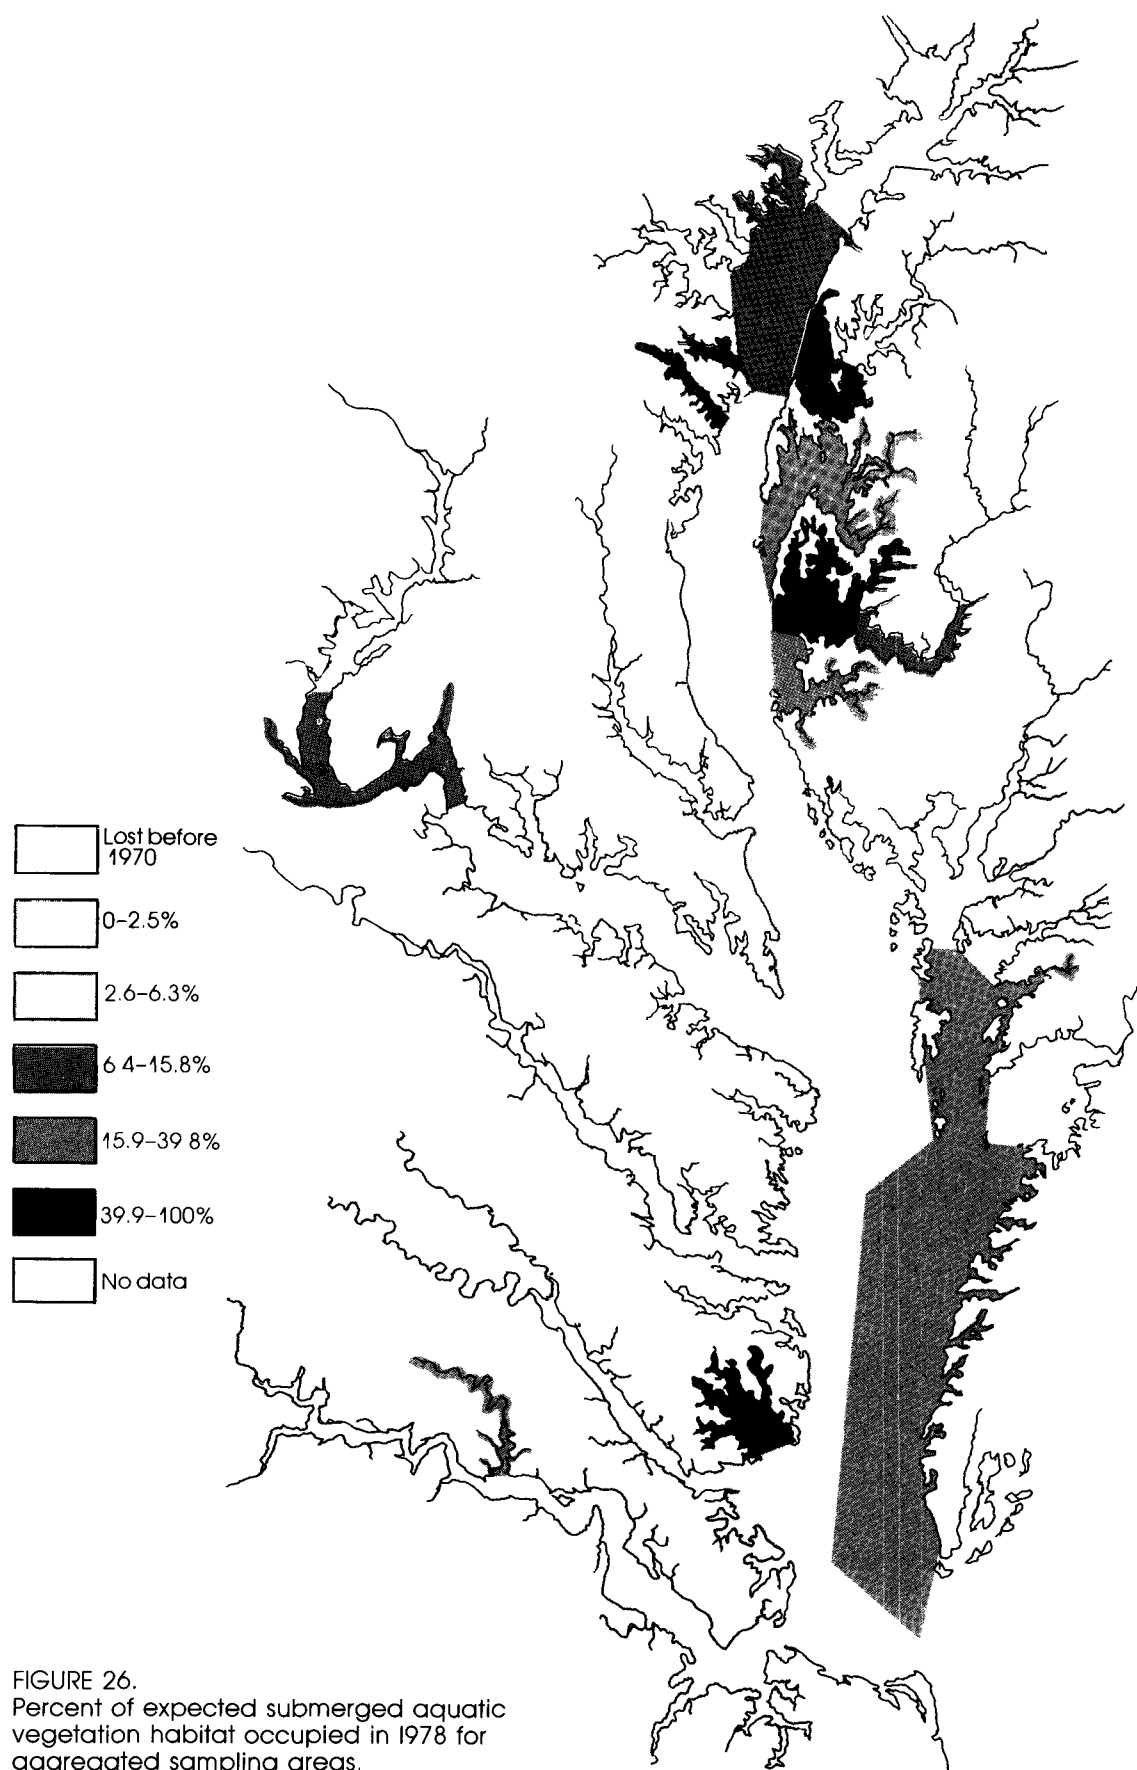 Lost before
1970
0-2.5%
2.6-6.3%
6 4-15.8%
15.9-39 8%
39.9-100%
No data
FIGURE 26.
Percent of expected submerged aquatic
vegetation habitat occupied in 1978 for
aggregated sampling areas.